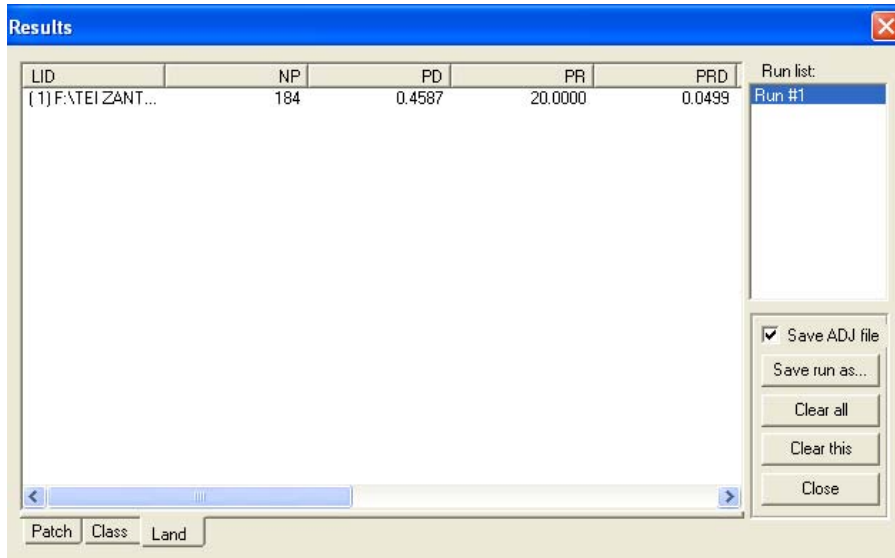 Results
LID NP PD PR PRD
( 1) F:\TEI ZANT... 184 0.4587 20.0000 0.0499
Run list:
Run #1
Save ADJ file
Save run as...
Clear all
Clear this
Close
Patch Class Land